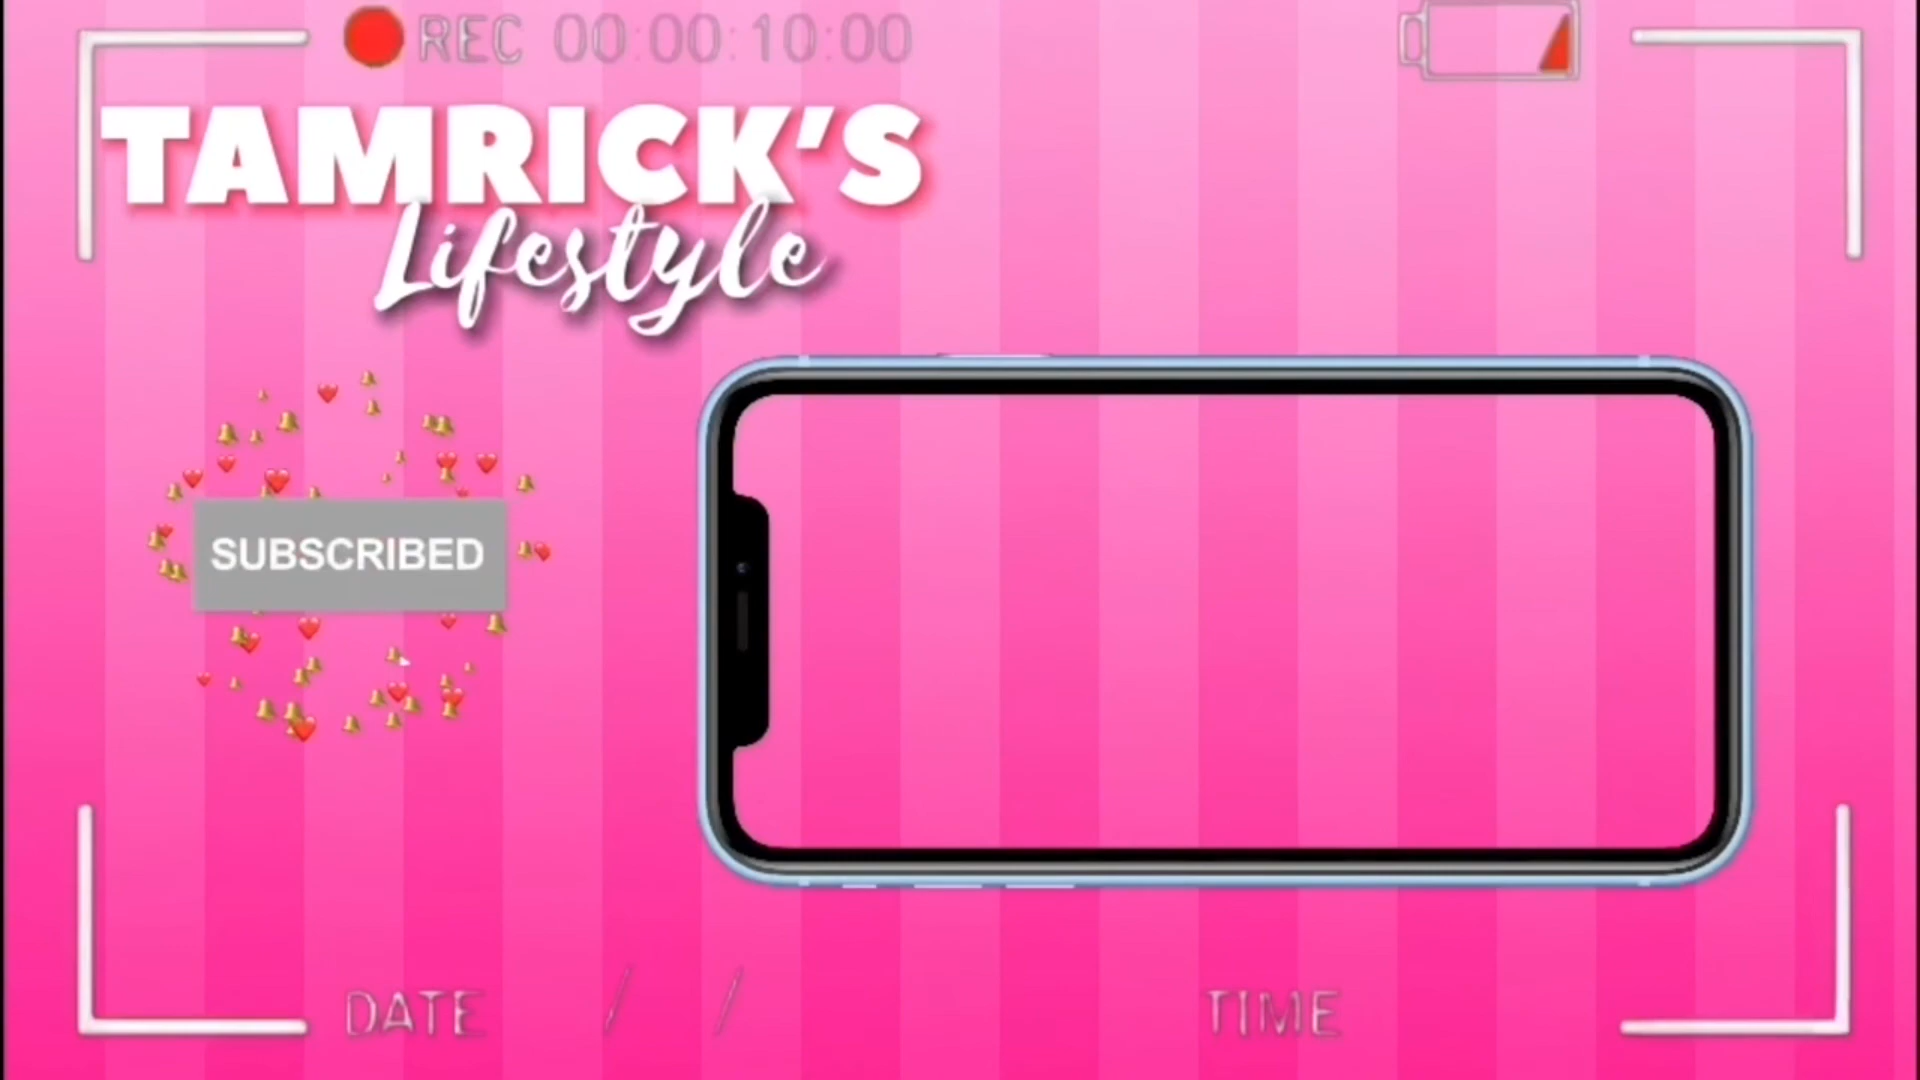 REC 00:00:10:00
TAMRICK'S
Lifestyle
SUBSCRIBED
DATE / / TIME